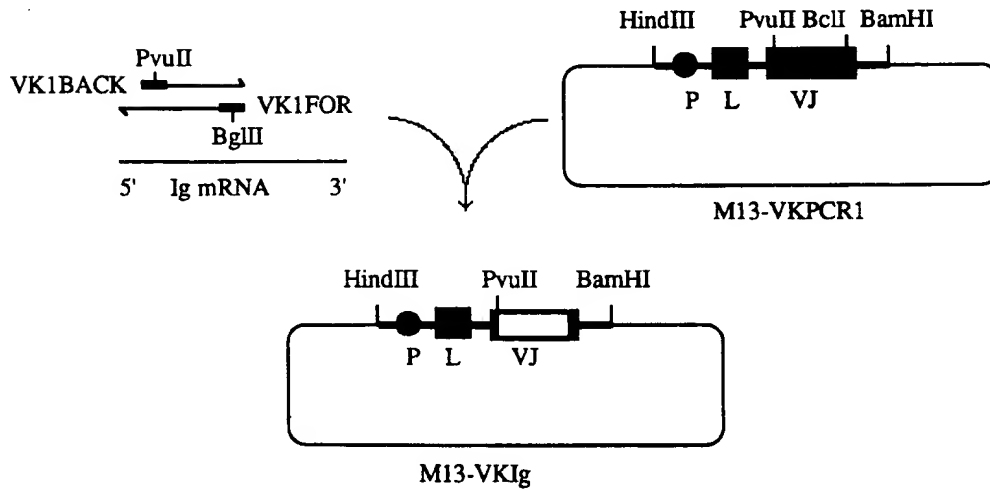 PvuII
VK1BACK
VK1FOR
BglII
5' Ig mRNA 3'
HindIII PvuII BclI BamHI
P L VJ
M13-VKPCR1
HindIII PvuII BamHI
P L VJ
M13-VKIg